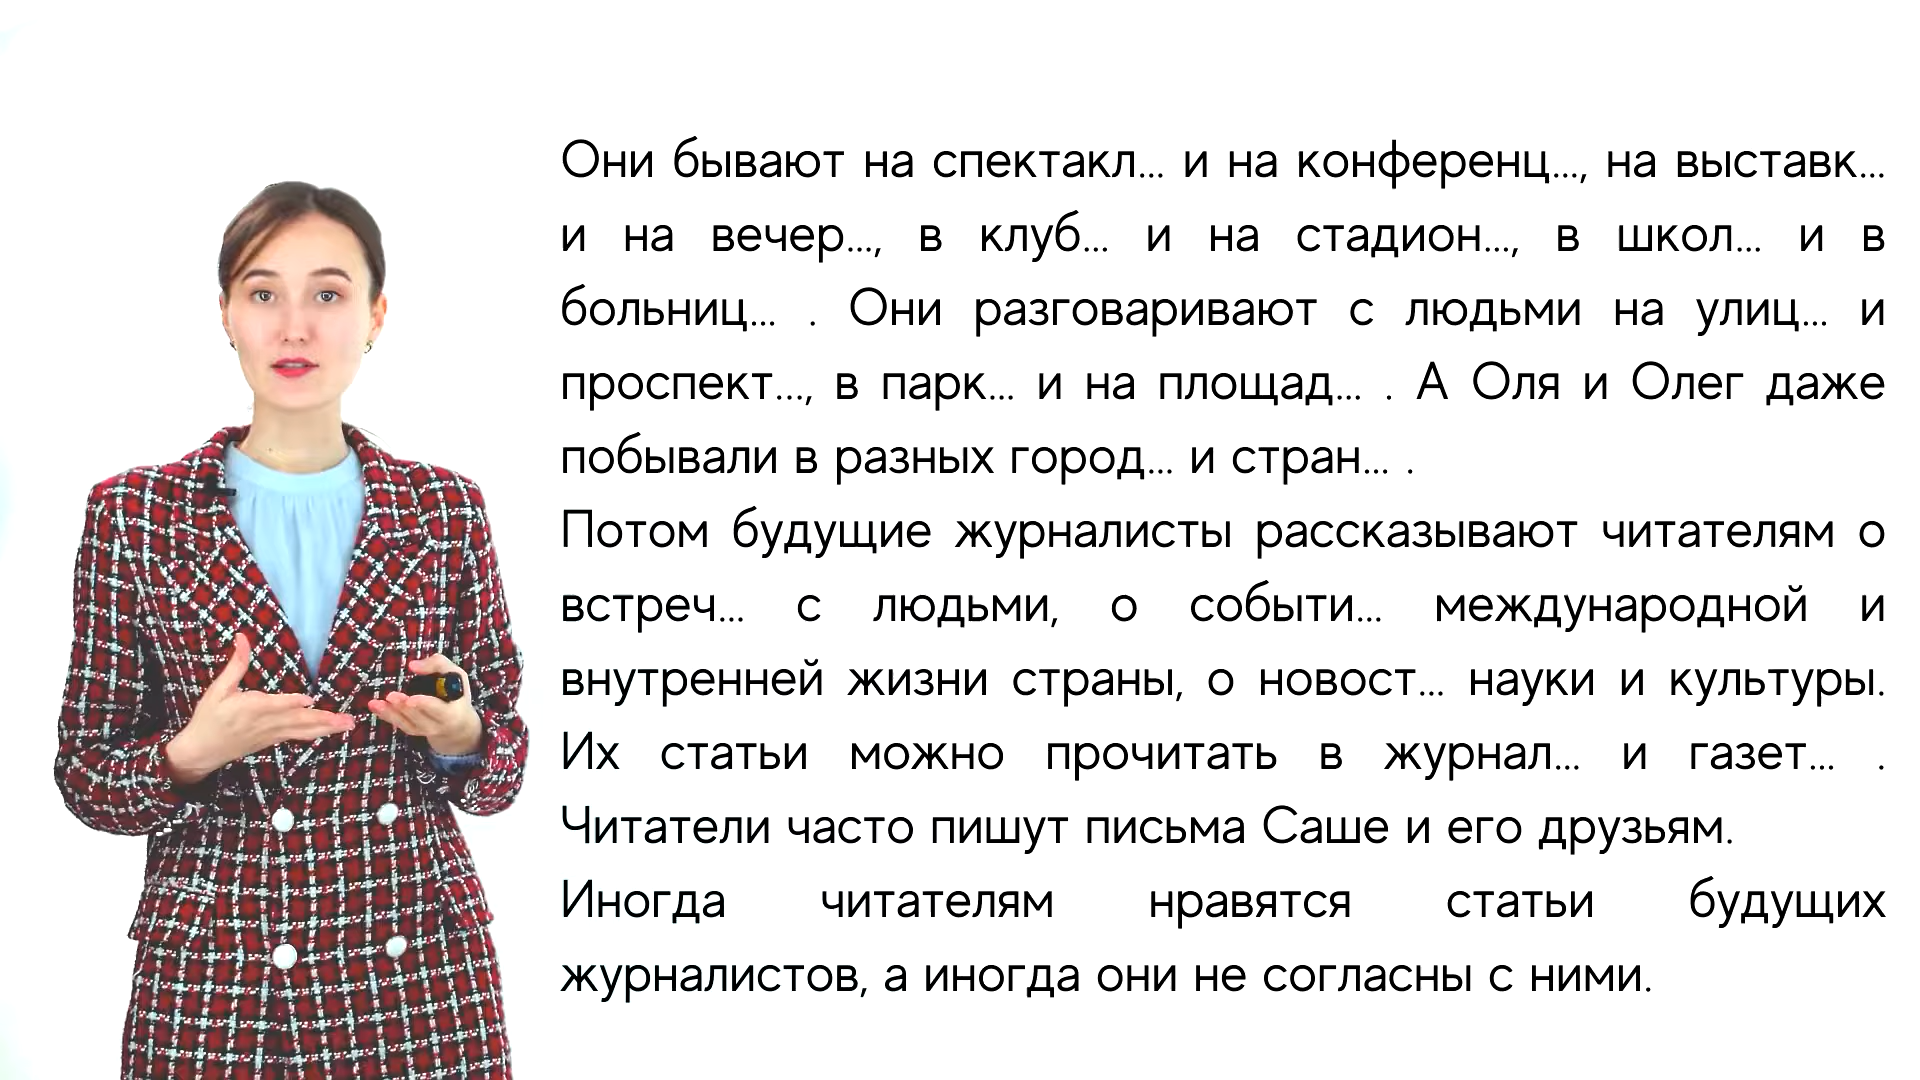 Они бывают на спектакл... и на конференц..., на выставк...
и на вечер..., в клуб... и на стадион..., в школ... и в
больниц... . Они разговаривают с людьми на улиц... и
проспект..., в парк... и на площад... . А Оля и Олег даже
побывали в разных город... и стран... .
Потом будущие журналисты рассказывают читателям о
встреч... с людьми, о событи... международной и
внутренней жизни страны, о новост... науки и культуры.
Их статьи можно прочитать в журнал... и газет... .
Читатели часто пишут письма Саше и его друзьям.
Иногда читателям нравятся статьи будущих
журналистов, а иногда они не согласны с ними.